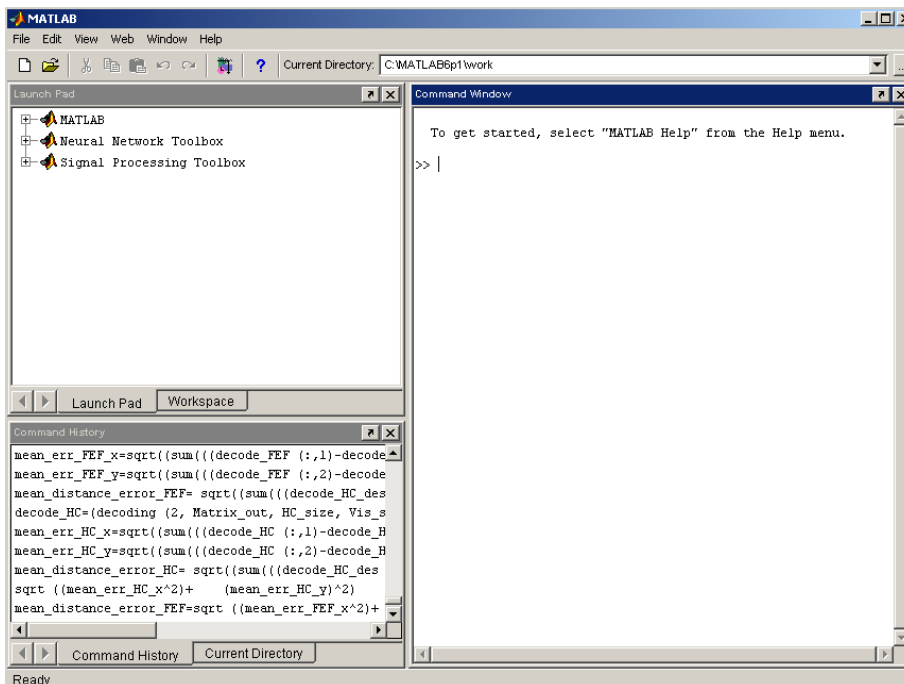 MATLAB
File Edit View Web Window Help
? Current Directory: C:\MATLAB6p1\work ...
Launch Pad
MATLAB
Neural Network Toolbox
Signal Processing Toolbox
Launch Pad Workspace
Command History
mean_err_FEF_x=sqrt((sum(((decode_FEF (:,1)-decode
mean_err_FEF_y=sqrt((sum(((decode_FEF (:,2)-decode
mean_distance_error_FEF= sqrt((sum(((decode_HC_des
decode_HC=(decoding (2, Matrix_out, HC_size, Vis_s
mean_err_HC_x=sqrt((sum(((decode_HC (:,1)-decode_H
mean_err_HC_y=sqrt((sum(((decode_HC (:,2)-decode_H
mean_distance_error_HC= sqrt((sum(((decode_HC_des
sqrt ((mean_err_HC_x^2)+    (mean_err_HC_y)^2)
mean_distance_error_FEF=sqrt ((mean_err_FEF_x^2)+
Command History Current Directory
Command Window
To get started, select "MATLAB Help" from the Help menu.
>>
Ready